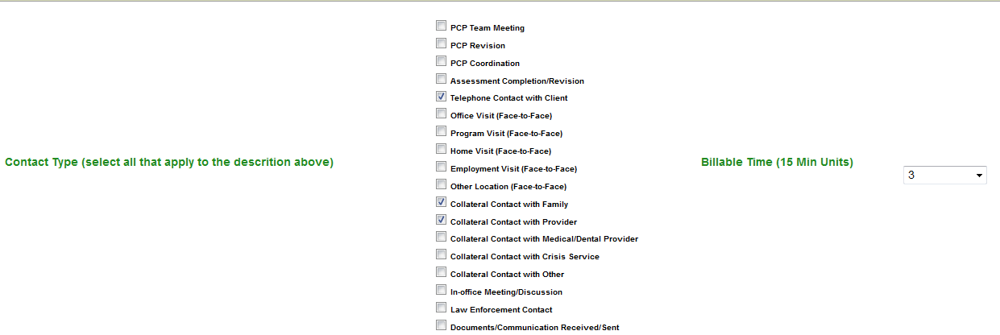 PCP Team Meeting
PCP Revision
PCP Coordination
Assessment Completion/Revision
Telephone Contact with Client
Office Visit (Face-to-Face)
Program Visit (Face-to-Face)
Home Visit (Face-to-Face)
Contact Type (select all that apply to the descrition above)
Billable Time (15 Min Units)
3
Employment Visit (Face-to-Face)
Other Location (Face-to-Face)
Collateral Contact with Family
Collateral Contact with Provider
Collateral Contact with Medical/Dental Provider
Collateral Contact with Crisis Service
Collateral Contact with Other
In-office Meeting/Discussion
Law Enforcement Contact
Documents/Communication Received/Sent